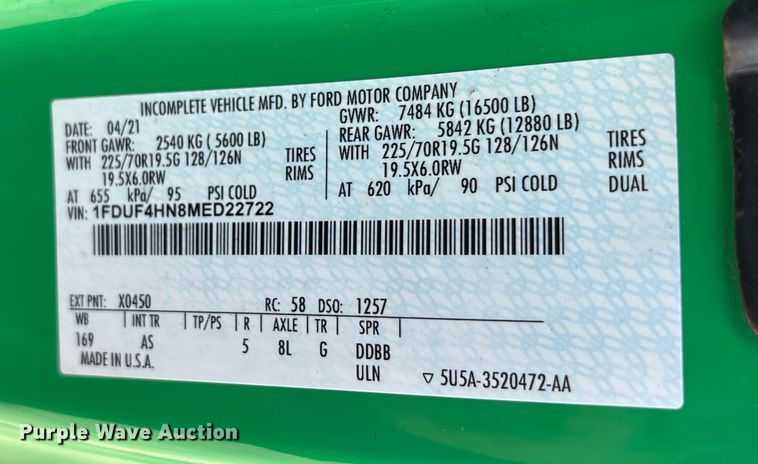 INCOMPLETE VEHICLE MFD. BY FORD MOTOR COMPANY
DATE: 04/21
FRONT GAWR: 2540 KG ( 5600 LB)
WITH 225/70R19.5G 128/126N TIRES
19.5X6.0RW RIMS
AT 655 kPa/ 95 PSI COLD
GVWR: 7484 KG (16500 LB)
REAR GAWR: 5842 KG (12880 LB)
WITH 225/70R19.5G 128/126N TIRES
19.5X6.0RW RIMS
AT 620 kPa/ 90 PSI COLD DUAL
VIN: 1FDUF4HN8MED22722
EXT PNT: X0450 RC: 58 DSO: 1257
WB INT TR TP/PS R AXLE TR SPR
169 AS 5 8L G DDBB
MADE IN U.S.A. ULN ▽ 5U5A-3520472-AA
Purple Wave Auction